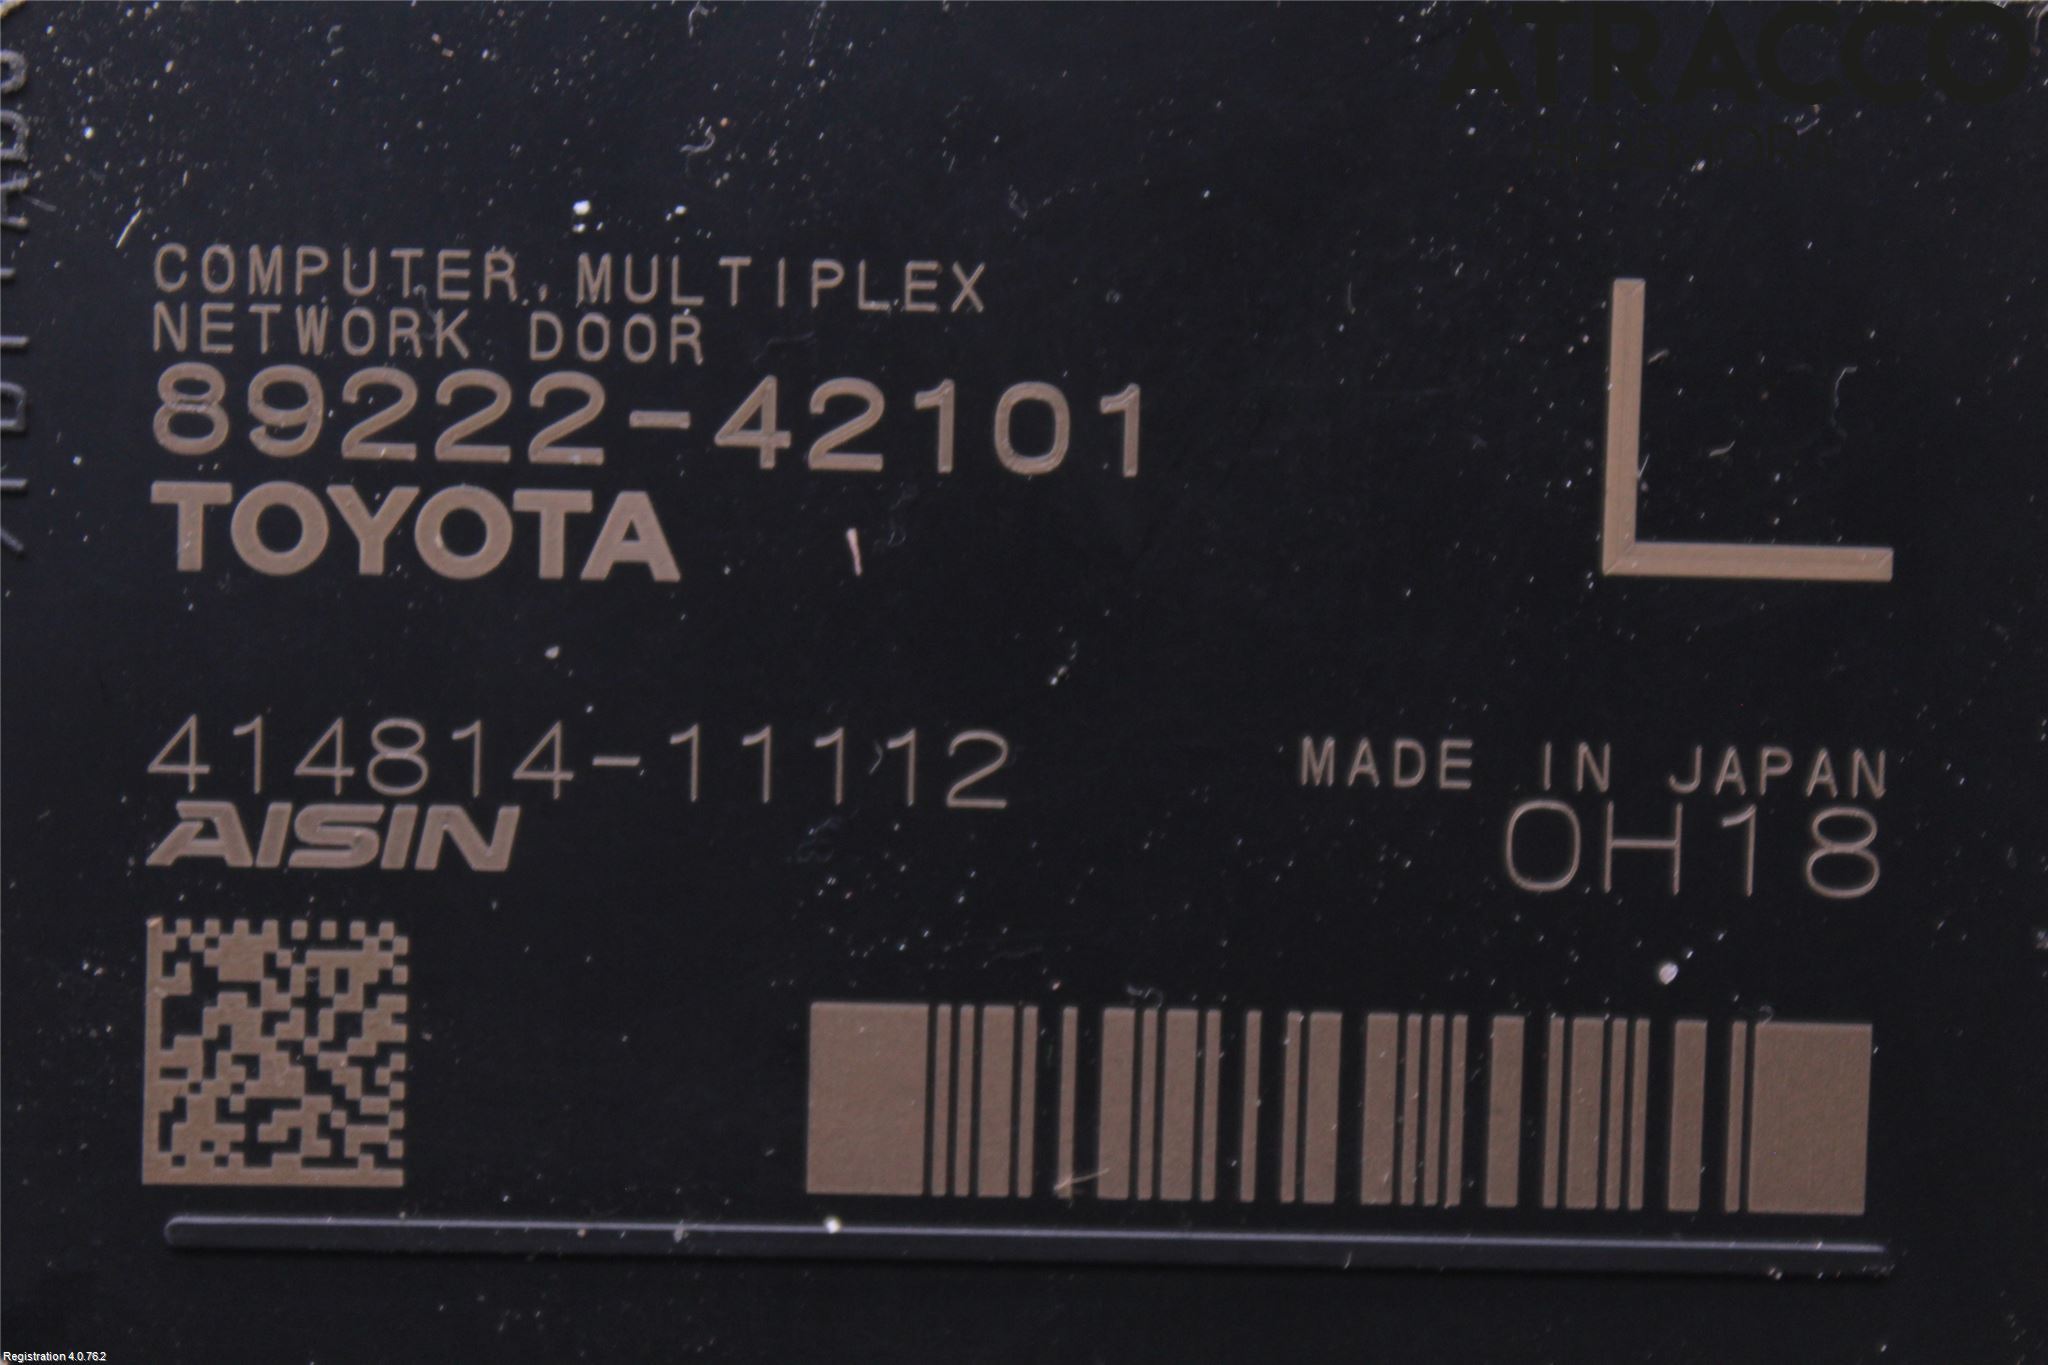 ATRACCO
HEDEMORA
COMPUTER, MULTIPLEX
NETWORK DOOR
89222-42101
TOYOTA
L
414814-11112
AISIN
MADE IN JAPAN
0H18
Registration 4.0.76.2